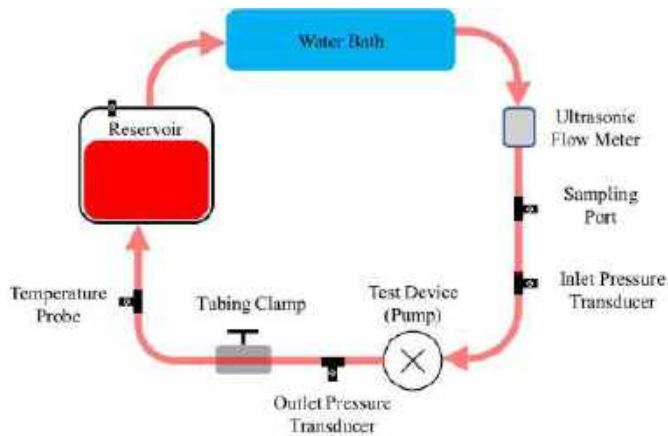 Water Bath
Reservoir
Ultrasonic
Flow Meter
Sampling
Port
Inlet Pressure
Transducer
Test Device
(Pump)
Tubing Clamp
Temperature
Probe
Outlet Pressure
Transducer